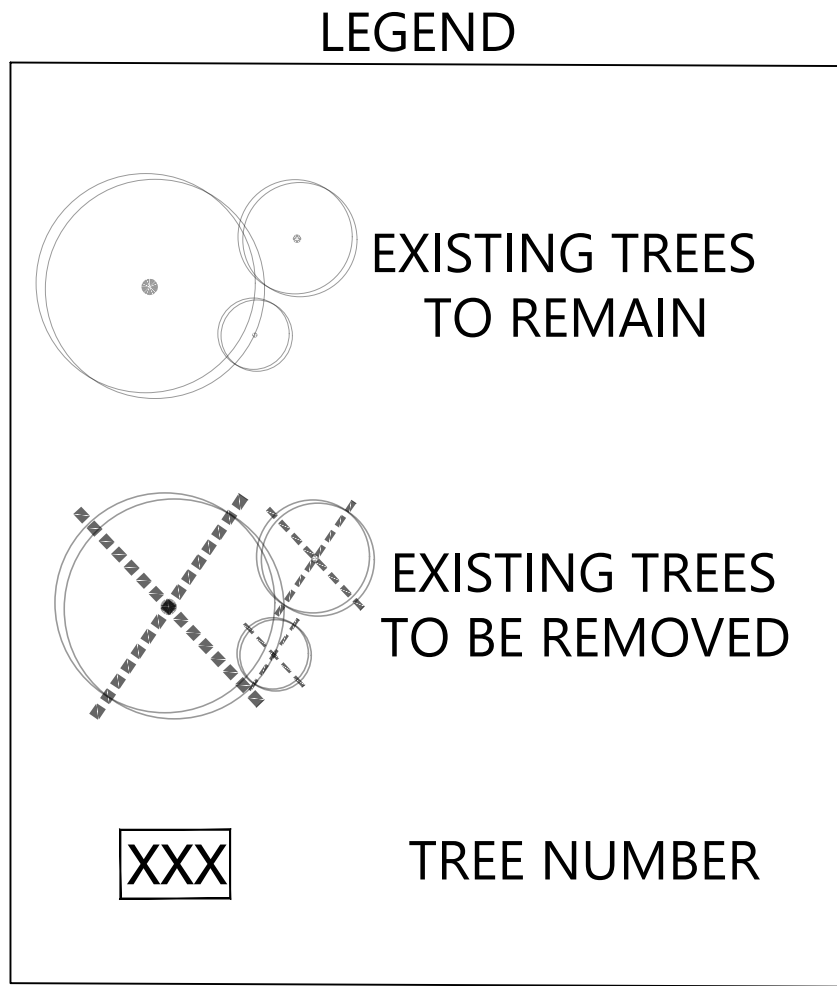 LEGEND
EXISTING TREES
TO REMAIN
EXISTING TREES
TO BE REMOVED
XXX
TREE NUMBER